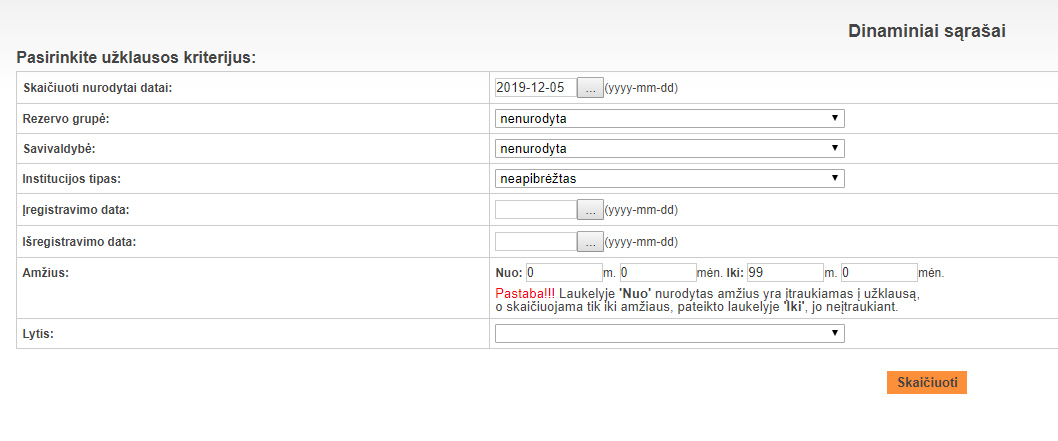 Dinaminiai sąrašai
Pasirinkite užklausos kriterijus:
Skaičiuoti nurodytai datai: 2019-12-05 ... (yyyy-mm-dd)
Rezervo grupė: nenurodyta
Savivaldybė: nenurodyta
Institucijos tipas: neapibrėžtas
Įregistravimo data: ... (yyyy-mm-dd)
Išregistravimo data: ... (yyyy-mm-dd)
Amžius: Nuo: 0 m. 0 mėn. Iki: 99 m. 0 mėn.
Pastaba!!! Laukelyje 'Nuo' nurodytas amžius yra įtraukiamas į užklausą,
o skaičiuojama tik iki amžiaus, pateikto laukelyje 'Iki', jo neįtraukiant.
Lytis:
Skaičiuoti